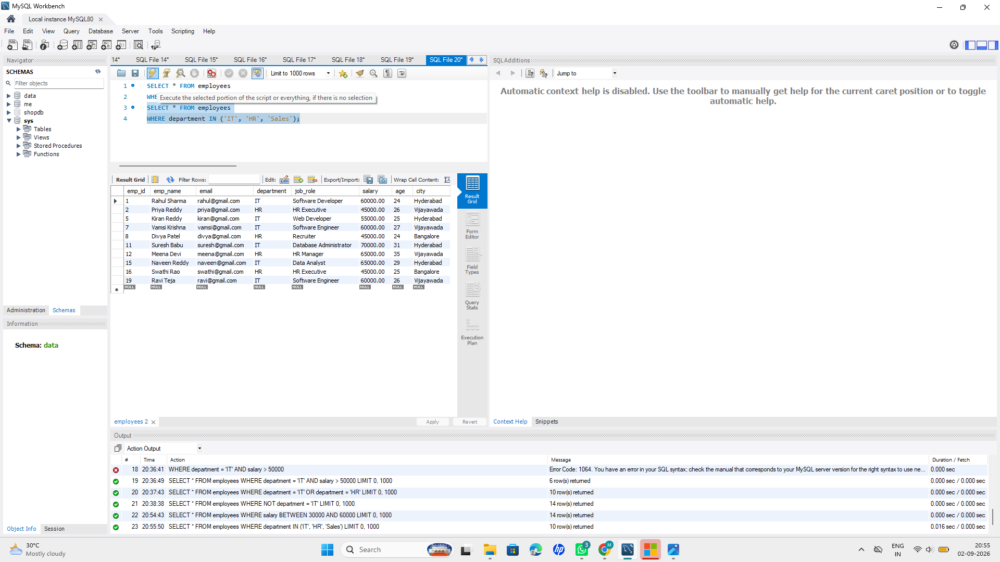 MySQL Workbench
Local instance MySQL80
File Edit View Query Database Server Tools Scripting Help
Navigator
SCHEMAS
Filter objects
data
me
shopdb
sys
Tables
Views
Stored Procedures
Functions
Administration Schemas
Information
Schema: data
Object Info Session
14* SQL File 14* SQL File 15* SQL File 16* SQL File 17* SQL File 18* SQL File 19* SQL File 20*
Limit to 1000 rows
1 SELECT * FROM employees
2 WHE
Execute the selected portion of the script or everything, if there is no selection
3 SELECT * FROM employees
4 WHERE department IN ('IT', 'HR', 'Sales');
Result Grid Filter Rows: Edit: Export/Import: Wrap Cell Content:
emp_id emp_name email department job_role salary age city
1 Rahul Sharma rahul@gmail.com IT Software Developer 60000.00 24 Hyderabad
2 Priya Reddy priya@gmail.com HR HR Executive 45000.00 26 Vijayawada
5 Kiran Reddy kiran@gmail.com IT Web Developer 55000.00 25 Hyderabad
7 Vamsi Krishna vamsi@gmail.com IT Software Engineer 60000.00 27 Vijayawada
8 Divya Patel divya@gmail.com HR Recruiter 45000.00 24 Bangalore
11 Suresh Babu suresh@gmail.com IT Database Administrator 70000.00 31 Hyderabad
12 Meena Devi meena@gmail.com HR HR Manager 65000.00 35 Vijayawada
15 Naveen Reddy naveen@gmail.com IT Data Analyst 65000.00 29 Hyderabad
16 Swathi Rao swathi@gmail.com HR HR Executive 45000.00 25 Bangalore
19 Ravi Teja ravi@gmail.com IT Software Engineer 60000.00 26 Vijayawada
NULL NULL NULL NULL NULL NULL NULL NULL
Result Grid
Form Editor
Field Types
Query Stats
Execution Plan
employees 2
Apply Revert
SQLAdditions
Jump to
Automatic context help is disabled. Use the toolbar to manually get help for the current caret position or to toggle
automatic help.
Context Help Snippets
Output
Action Output
# Time Action Message Duration / Fetch
18 20:36:41 WHERE department = 'IT' AND salary > 50000 Error Code: 1064. You have an error in your SQL syntax; check the manual that corresponds to your MySQL server version for the right syntax to use ne... 0.000 sec
19 20:36:49 SELECT * FROM employees WHERE department = 'IT' AND salary > 50000 LIMIT 0, 1000 6 row(s) returned 0.000 sec / 0.000 sec
20 20:37:43 SELECT * FROM employees WHERE department = 'IT' OR department = 'HR' LIMIT 0, 1000 10 row(s) returned 0.000 sec / 0.000 sec
21 20:38:38 SELECT * FROM employees WHERE NOT department = 'IT' LIMIT 0, 1000 14 row(s) returned 0.000 sec / 0.000 sec
22 20:54:43 SELECT * FROM employees WHERE salary BETWEEN 30000 AND 60000 LIMIT 0, 1000 14 row(s) returned 0.000 sec / 0.000 sec
23 20:55:50 SELECT * FROM employees WHERE department IN ('IT', 'HR', 'Sales') LIMIT 0, 1000 10 row(s) returned 0.016 sec / 0.000 sec
30°C
Mostly cloudy
Search
hp
3
M
ENG
IN
20:55
02-09-2026